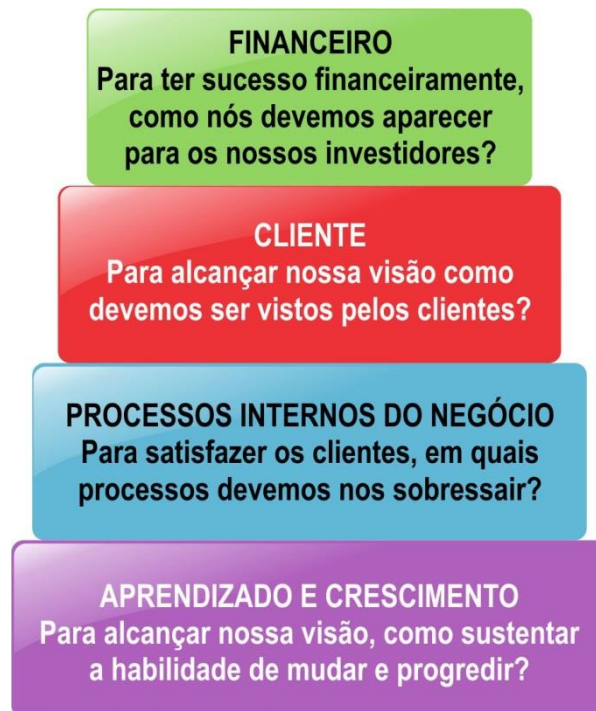 FINANCEIRO
Para ter sucesso financeiramente,
como nós devemos aparecer
para os nossos investidores?
CLIENTE
Para alcançar nossa visão como
devemos ser vistos pelos clientes?
PROCESSOS INTERNOS DO NEGÓCIO
Para satisfazer os clientes, em quais
processos devemos nos sobressair?
APRENDIZADO E CRESCIMENTO
Para alcançar nossa visão, como sustentar
a habilidade de mudar e progredir?